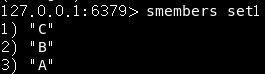 127.0.0.1:6379> smembers set1
1) "C"
2) "B"
3) "A"